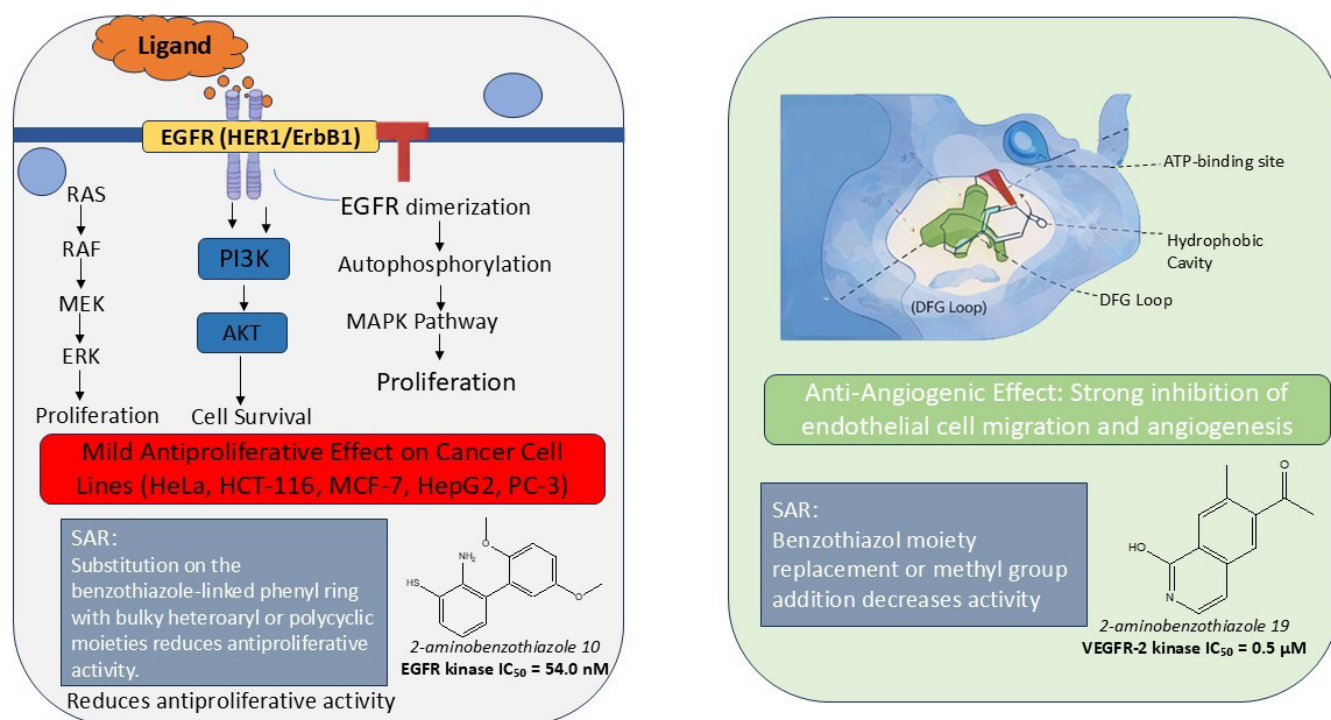 Ligand
EGFR (HER1/ErbB1)
RAS
RAF
MEK
ERK
Proliferation
PI3K
AKT
Cell Survival
EGFR dimerization
Autophosphorylation
MAPK Pathway
Proliferation
Mild Antiproliferative Effect on Cancer Cell
Lines (HeLa, HCT-116, MCF-7, HepG2, PC-3)
SAR:
Substitution on the
benzothiazole-linked phenyl ring
with bulky heteroaryl or polycyclic
moieties reduces antiproliferative
activity.
Reduces antiproliferative activity
O
NH₂
HS
O
2-aminobenzothiazole 10
EGFR kinase IC₅₀ = 54.0 nM
ATP-binding site
Hydrophobic
Cavity
DFG Loop
(DFG Loop)
Anti-Angiogenic Effect: Strong inhibition of
endothelial cell migration and angiogenesis
SAR:
Benzothiazol moiety
replacement or methyl group
addition decreases activity
O
HO
N
2-aminobenzothiazole 19
VEGFR-2 kinase IC₅₀ = 0.5 µM